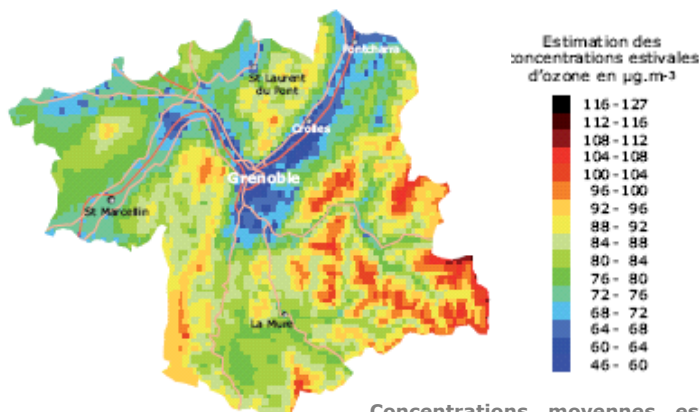 Pontcharra
St Laurent
du Pont
Crolles
Grenoble
St Marcellin
La Mure
Estimation des
concentrations estivales
d'ozone en µg.m-³
116 - 127
112 - 116
108 - 112
104 - 108
100 - 104
96 - 100
92 - 96
88 - 92
84 - 88
80 - 84
76 - 80
72 - 76
68 - 72
64 - 68
60 - 64
46 - 60
Concentrations moyennes es